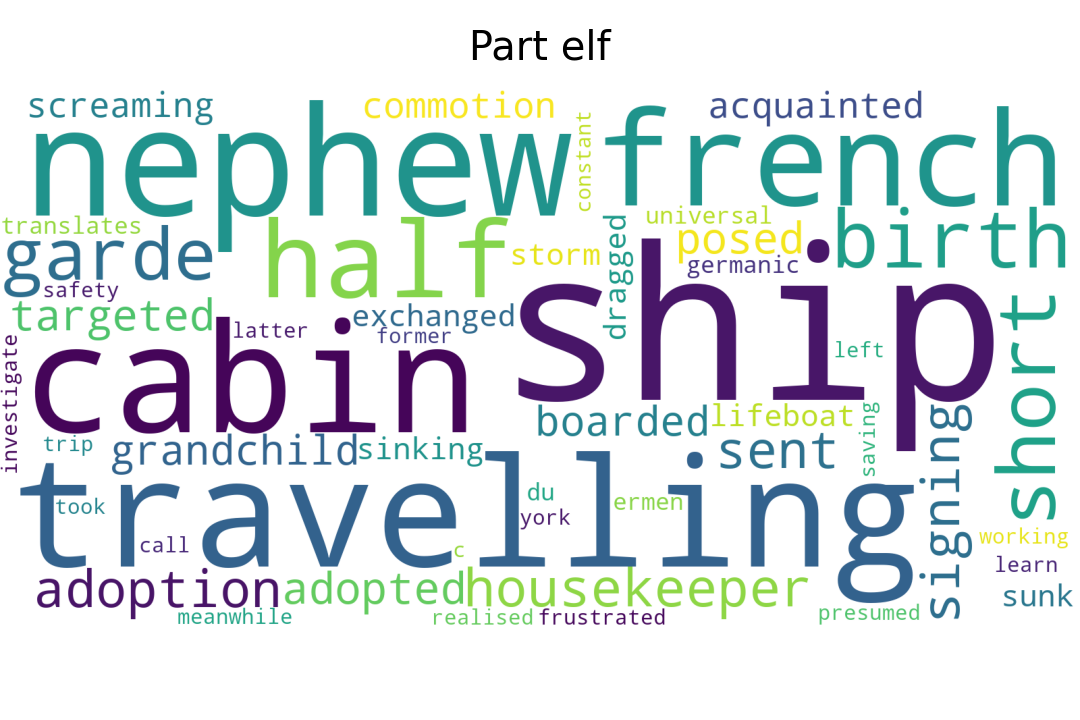 Part elf
screaming
commotion
acquainted
nephew
french
constant
translates
garde
half
storm
dragged
universal
posed
germanic
birth
safety
targeted
latter
exchanged
former
cabin
ship
left
short
investigate
boarded
lifeboat
saving
signing
trip
grandchild
sinking
sent
travelling
took
du
york
ermen
call
c
working
learn
adoption
adopted
housekeeper
sunk
meanwhile
realised
frustrated
presumed